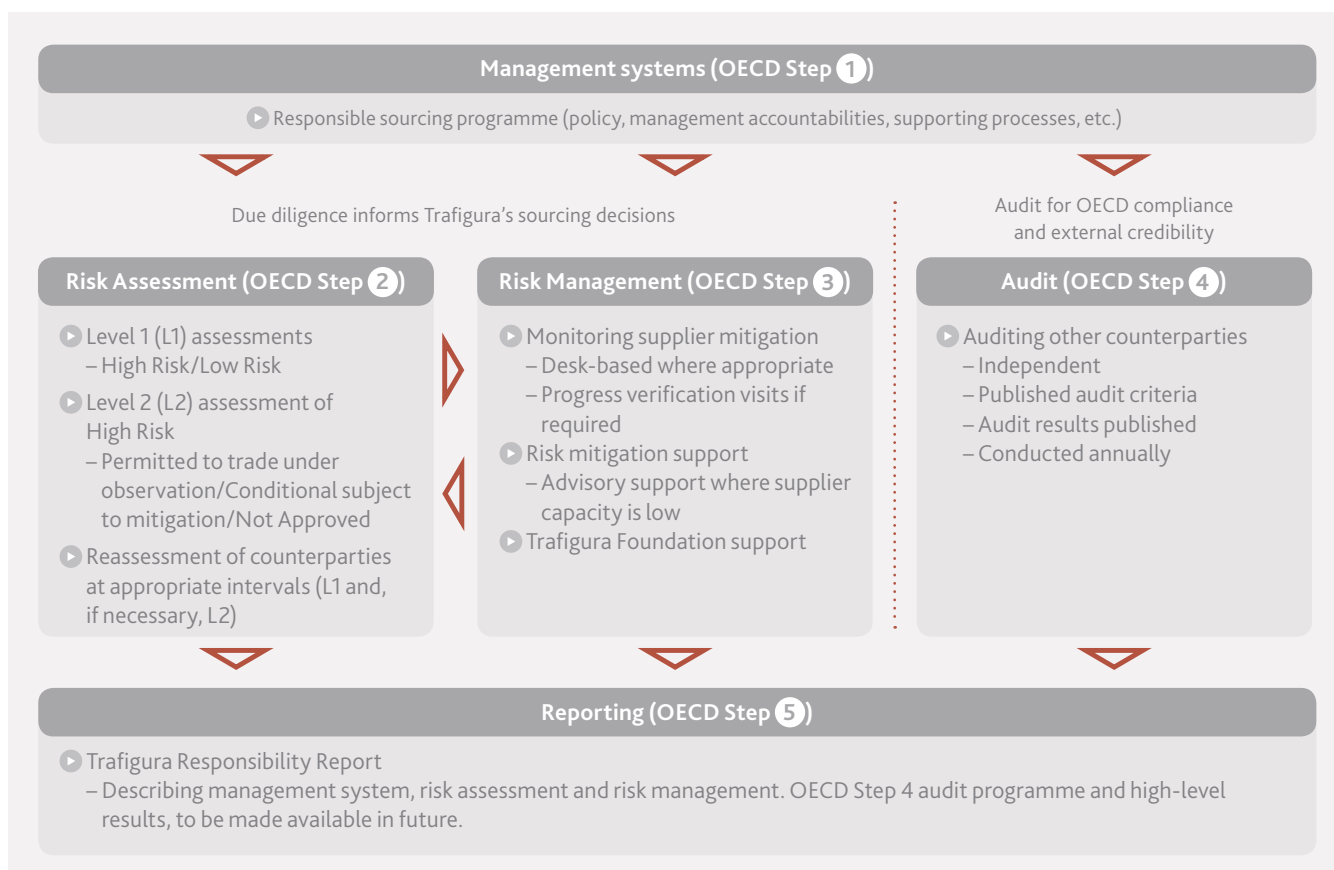 Management systems (OECD Step 1)
Responsible sourcing programme (policy, management accountabilities, supporting processes, etc.)
Due diligence informs Trafigura's sourcing decisions
Audit for OECD compliance
and external credibility
Risk Assessment (OECD Step 2)
Level 1 (L1) assessments
– High Risk/Low Risk
Level 2 (L2) assessment of
High Risk
– Permitted to trade under
observation/Conditional subject
to mitigation/Not Approved
Reassessment of counterparties
at appropriate intervals (L1 and,
if necessary, L2)
Risk Management (OECD Step 3)
Monitoring supplier mitigation
– Desk-based where appropriate
– Progress verification visits if
required
Risk mitigation support
– Advisory support where supplier
capacity is low
Trafigura Foundation support
Audit (OECD Step 4)
Auditing other counterparties
– Independent
– Published audit criteria
– Audit results published
– Conducted annually
Reporting (OECD Step 5)
Trafigura Responsibility Report
– Describing management system, risk assessment and risk management. OECD Step 4 audit programme and high-level
results, to be made available in future.